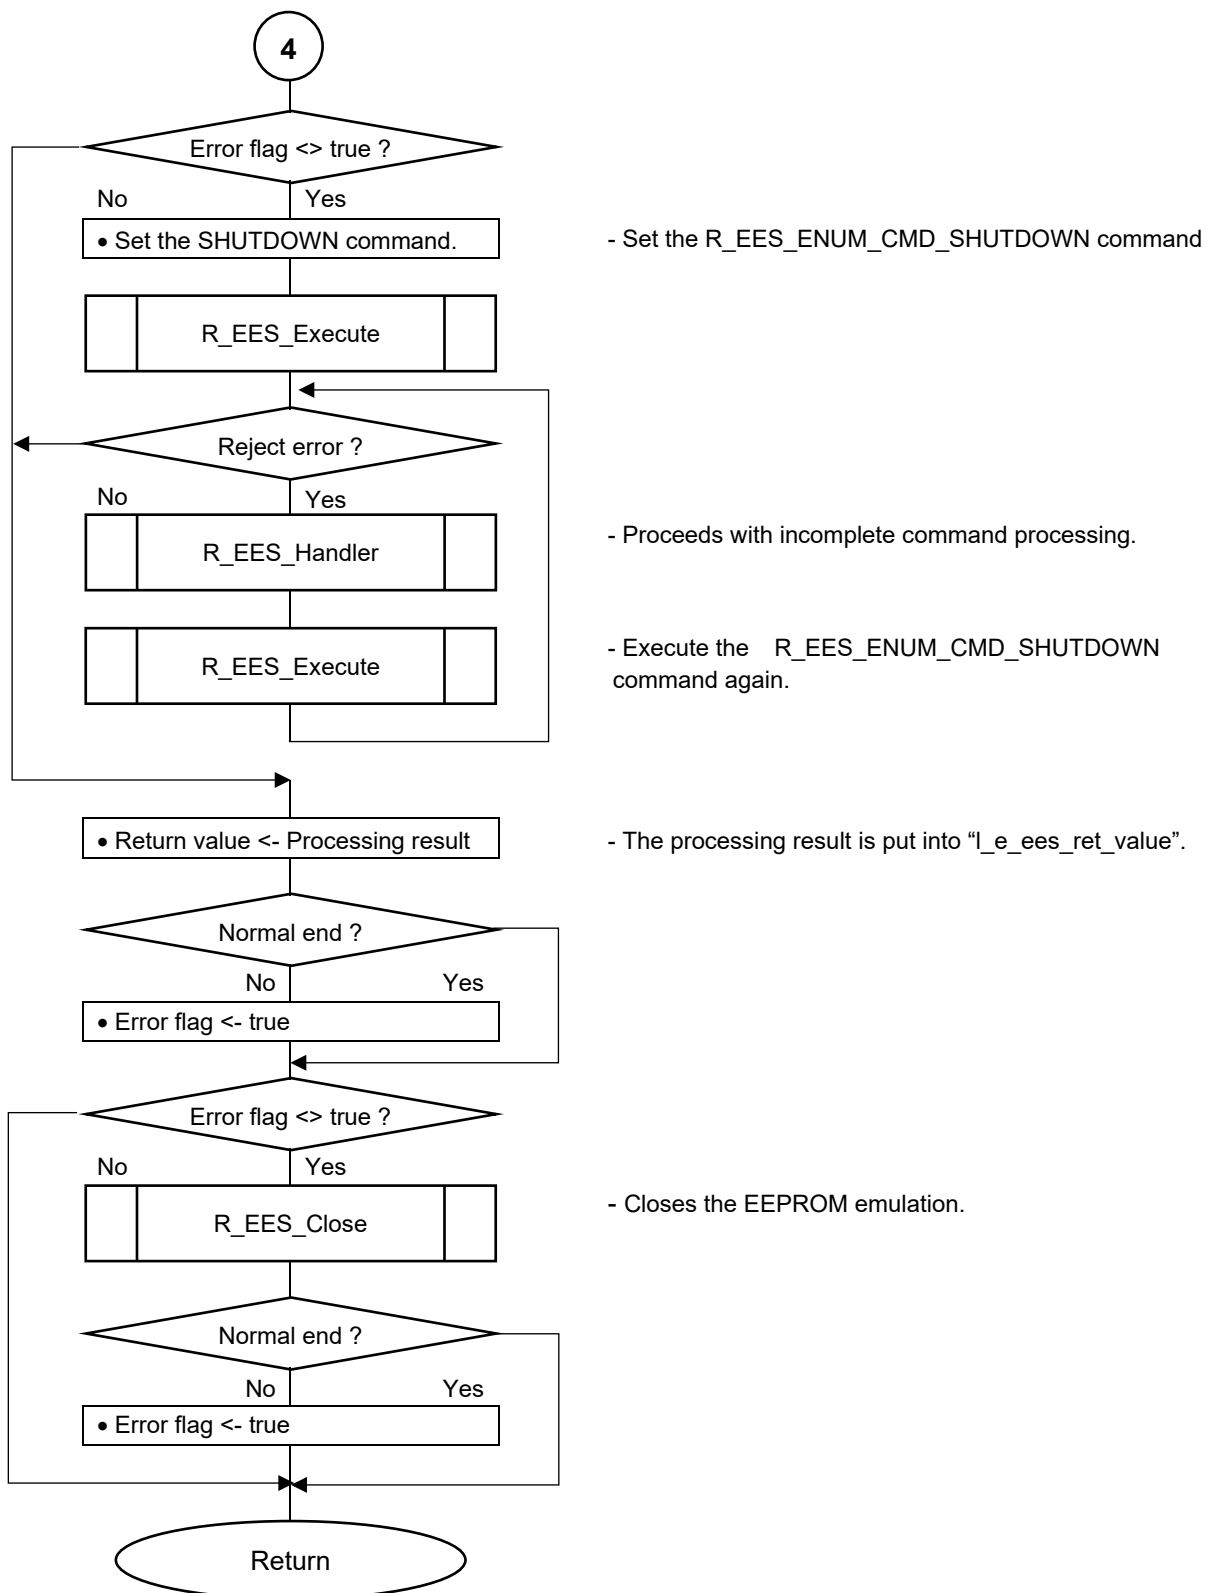 4
Error flag <> true ?
No Yes
• Set the SHUTDOWN command. - Set the R_EES_ENUM_CMD_SHUTDOWN command
R_EES_Execute
Reject error ?
No Yes
R_EES_Handler - Proceeds with incomplete command processing.
R_EES_Execute - Execute the R_EES_ENUM_CMD_SHUTDOWN
command again.
• Return value <- Processing result - The processing result is put into “l_e_ees_ret_value”.
Normal end ?
No Yes
• Error flag <- true
Error flag <> true ?
No Yes
R_EES_Close - Closes the EEPROM emulation.
Normal end ?
No Yes
• Error flag <- true
Return